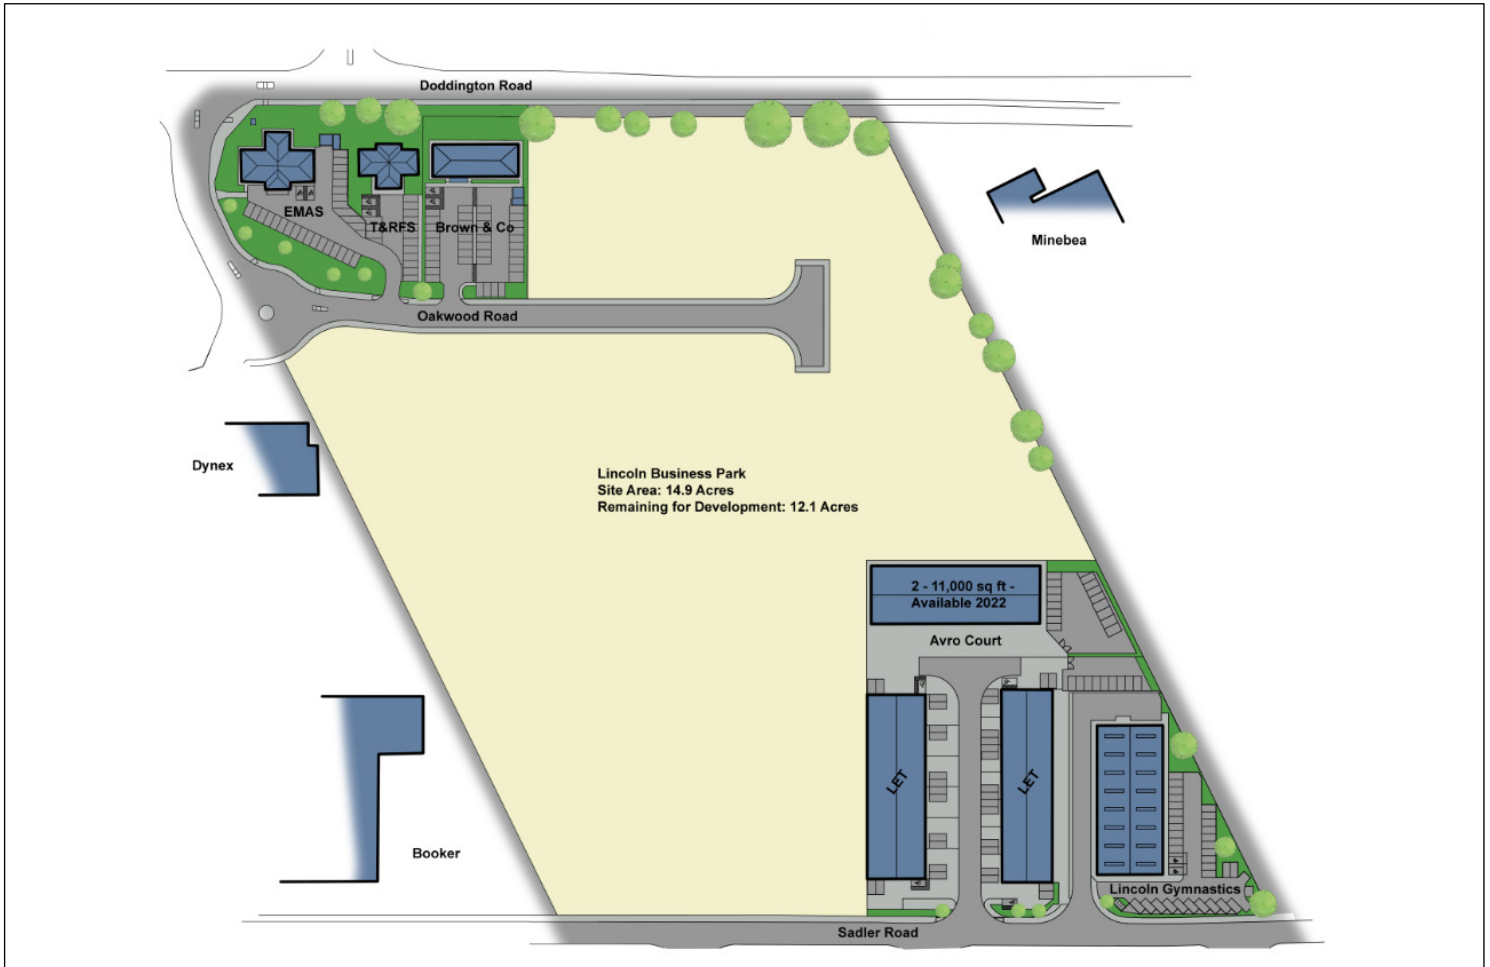 Doddington Road
EMAS
T&RFS
Brown & Co
Minebea
Oakwood Road
Dynex
Lincoln Business Park
Site Area: 14.9 Acres
Remaining for Development: 12.1 Acres
2 - 11,000 sq ft -
Available 2022
Avro Court
LET
LET
Booker
Lincoln Gymnastics
Sadler Road